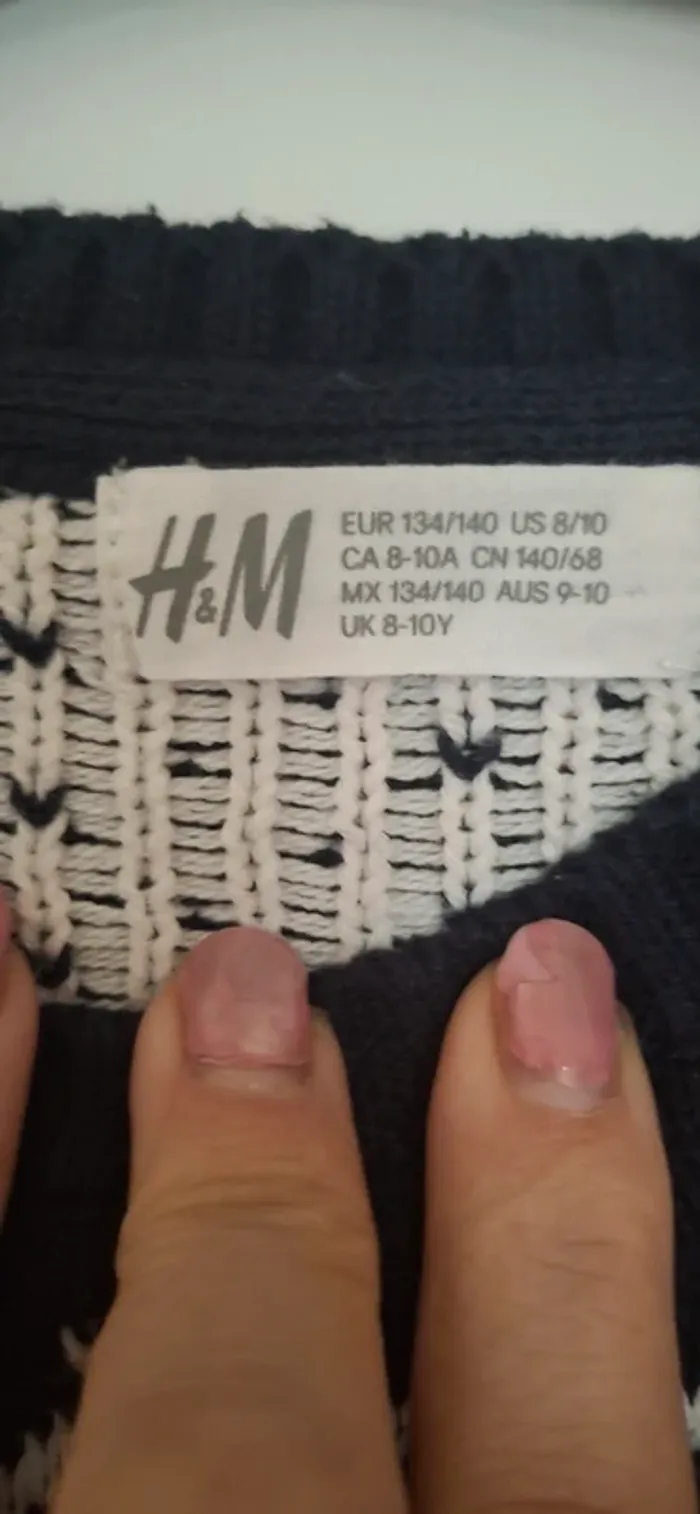 H&M
EUR 134/140 US 8/10
CA 8-10A CN 140/68
MX 134/140 AUS 9-10
UK 8-10Y